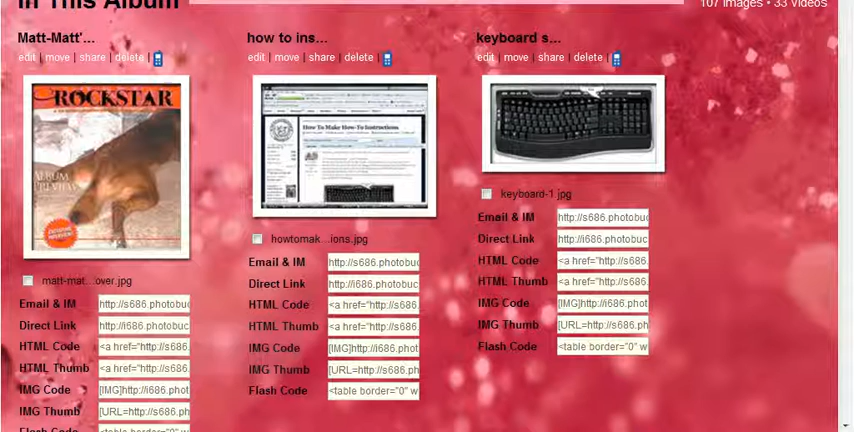 In This Album
107 images • 33 videos
Matt-Matt'...
edit | move | share | delete |
ROCKSTAR
ALBUM
PREVIEW
matt-mat...over.jpg
Email & IM http://s686.photobuc
Direct Link http://i686.photobuc
HTML Code <a href="http://s686.
HTML Thumb <a href="http://s686.
IMG Code [IMG]http://i686.phot
IMG Thumb [URL=http://s686.ph
Flash Code <table border="0" w
how to ins...
edit | move | share | delete |
How To Make How-To Instructions
howtomak...ions.jpg
Email & IM http://s686.photobuc
Direct Link http://i686.photobuc
HTML Code <a href="http://s686.
HTML Thumb <a href="http://s686.
IMG Code [IMG]http://i686.phot
IMG Thumb [URL=http://s686.ph
Flash Code <table border="0" w
keyboard s...
edit | move | share | delete |
keyboard-1.jpg
Email & IM http://s686.photobuc
Direct Link http://i686.photobuc
HTML Code <a href="http://s686.
HTML Thumb <a href="http://s686.
IMG Code [IMG]http://i686.phot
IMG Thumb [URL=http://s686.ph
Flash Code <table border="0" w